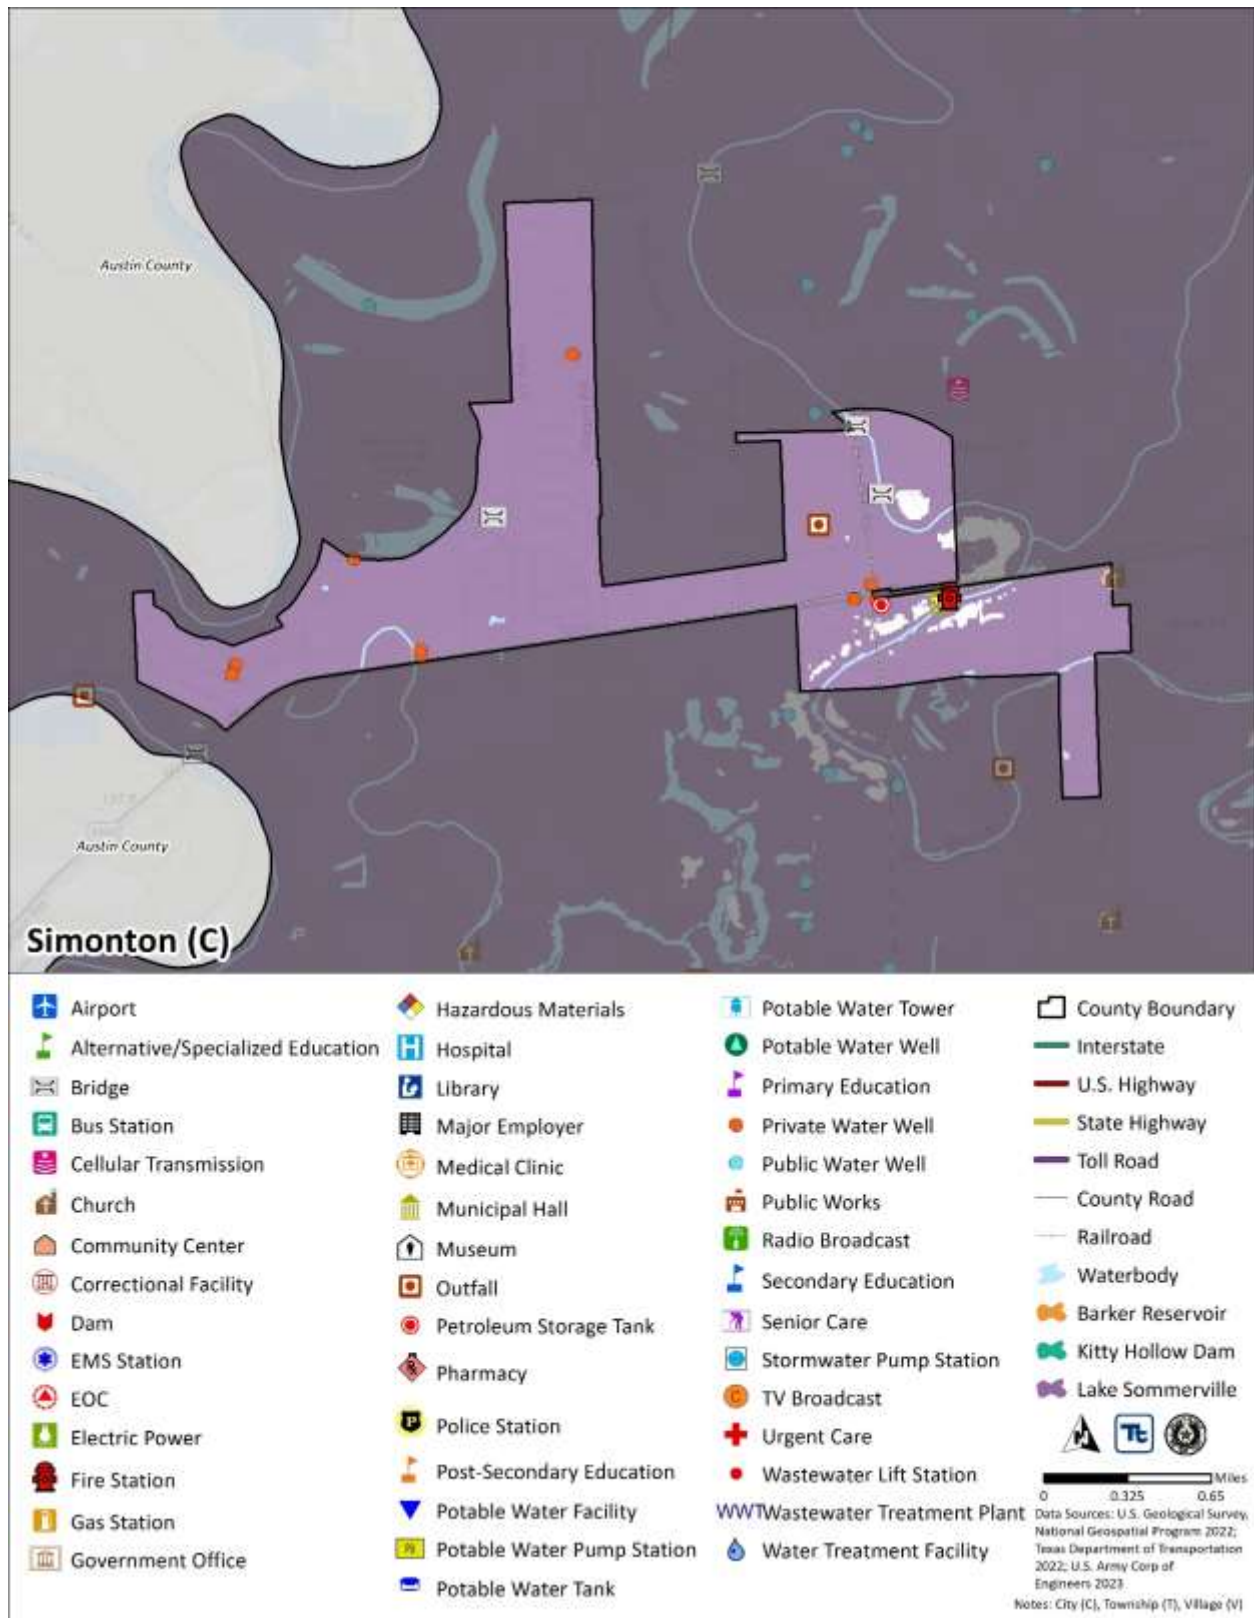 Austin County
Austin County
Simonton (C)
Airport
Alternative/Specialized Education
Bridge
Bus Station
Cellular Transmission
Church
Community Center
Correctional Facility
Dam
EMS Station
EOC
Electric Power
Fire Station
Gas Station
Government Office
Hazardous Materials
Hospital
Library
Major Employer
Medical Clinic
Municipal Hall
Museum
Outfall
Petroleum Storage Tank
Pharmacy
Police Station
Post-Secondary Education
Potable Water Facility
Potable Water Pump Station
Potable Water Tank
Potable Water Tower
Potable Water Well
Primary Education
Private Water Well
Public Water Well
Public Works
Radio Broadcast
Secondary Education
Senior Care
Stormwater Pump Station
TV Broadcast
Urgent Care
Wastewater Lift Station
WWT Wastewater Treatment Plant
Water Treatment Facility
County Boundary
Interstate
U.S. Highway
State Highway
Toll Road
County Road
Railroad
Waterbody
Barker Reservoir
Kitty Hollow Dam
Lake Sommerville
Miles
0 0.325 0.65
Data Sources: U.S. Geological Survey,
National Geospatial Program 2022;
Texas Department of Transportation
2022; U.S. Army Corp of
Engineers 2023
Notes: City (C), Township (T), Village (V)